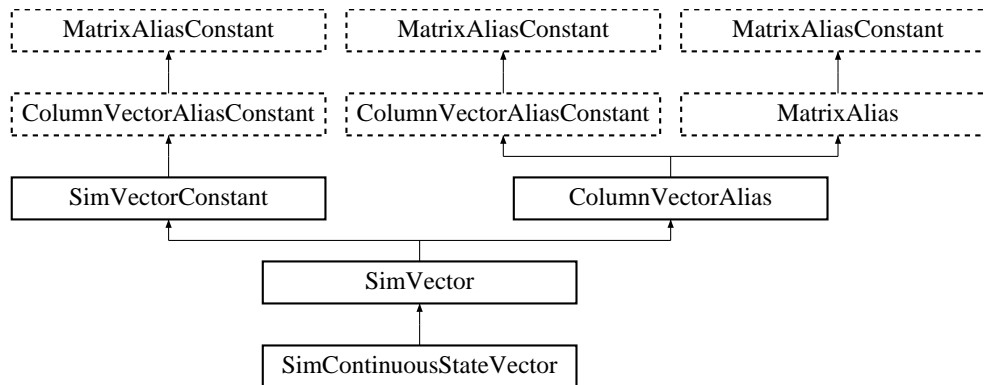 MatrixAliasConstant MatrixAliasConstant MatrixAliasConstant
ColumnVectorAliasConstant ColumnVectorAliasConstant MatrixAlias
SimVectorConstant ColumnVectorAlias
SimVector
SimContinuousStateVector